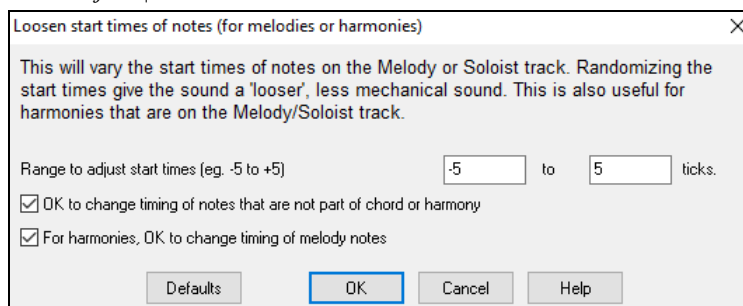 Loosen start times of notes (for melodies or harmonies)
This will vary the start times of notes on the Melody or Soloist track. Randomizing the
start times give the sound a 'looser', less mechanical sound. This is also useful for
harmonies that are on the Melody/Soloist track.
Range to adjust start times (eg. -5 to +5) -5 to 5 ticks.
OK to change timing of notes that are not part of chord or harmony
For harmonies, OK to change timing of melody notes
Defaults OK Cancel Help